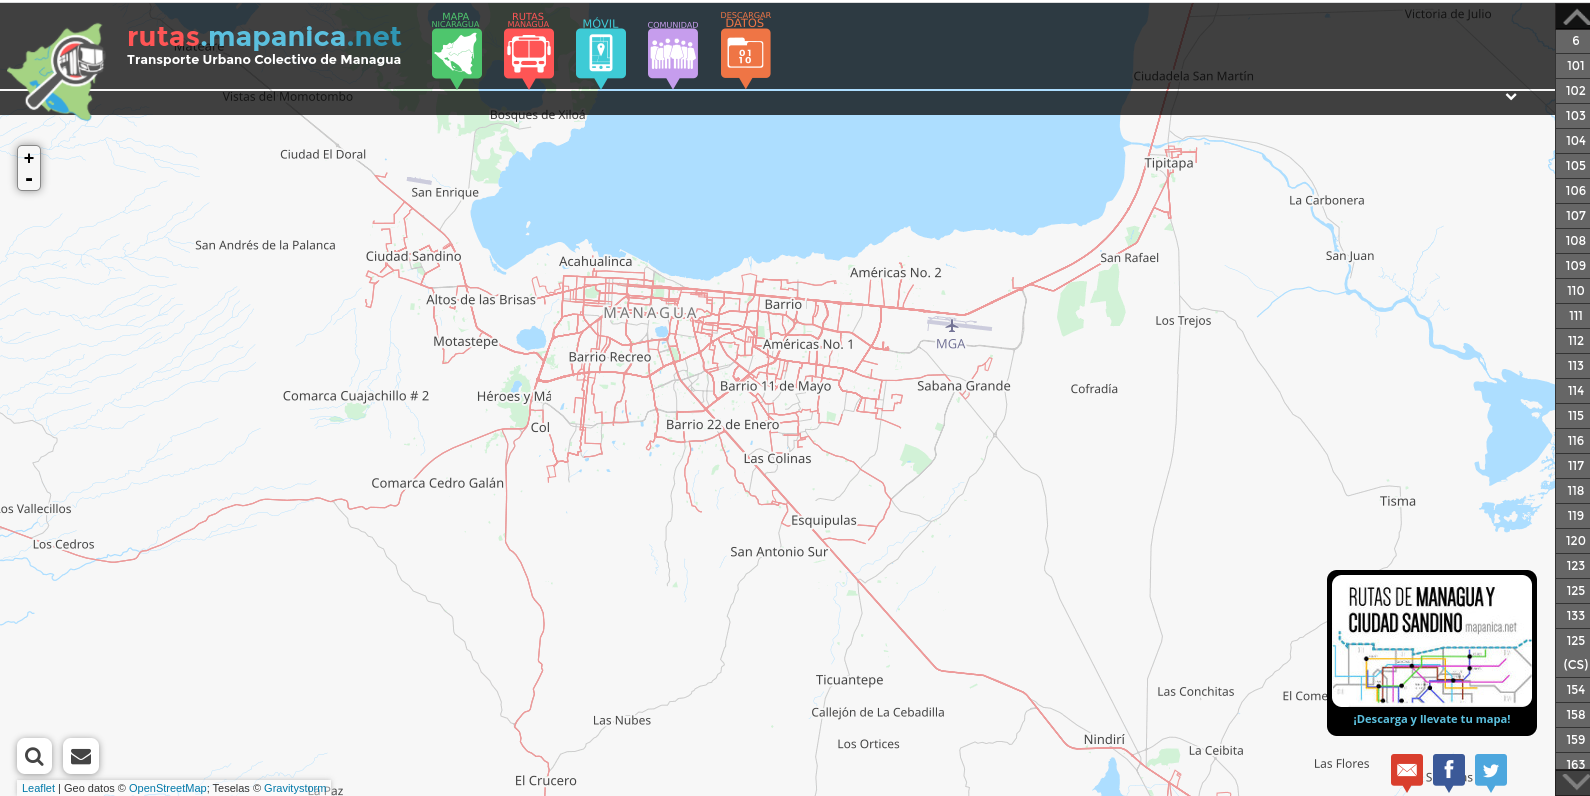 MAPA
NICARAGUA
RUTAS
MANAGUA
MÓVIL
COMUNIDAD
DESCARGAR
DATOS
01
10
rutas.mapanica.net
Transporte Urbano Colectivo de Managua
Mateare
Victoria de Julio
Ciudadela San Martín
Vistas del Momotombo
Bosques de Xiloá
+
-
Ciudad El Doral
Tipitapa
San Enrique
La Carbonera
San Andrés de la Palanca
Ciudad Sandino
Acahualinca
Américas No. 2
San Rafael
San Juan
Altos de las Brisas
Barrio
MANAGUA
Los Trejos
Motastepe
Américas No. 1
MGA
Barrio Recreo
Barrio 11 de Mayo
Sabana Grande
Cofradía
Comarca Cuajachillo # 2
Héroes y Má
Col
Barrio 22 de Enero
Las Colinas
Comarca Cedro Galán
Tisma
os Vallecillos
Esquipulas
Los Cedros
San Antonio Sur
Ticuantepe
Las Conchitas
El Come
Callejón de La Cebadilla
Las Nubes
Los Ortices
Nindirí
La Ceibita
Las Flores
El Crucero
La Paz
RUTAS DE MANAGUA Y
CIUDAD SANDINO mapanica.net
¡Descarga y llevate tu mapa!
Leaflet | Geo datos © OpenStreetMap; Teselas © Gravitystorm
6
101
102
103
104
105
106
107
108
109
110
111
112
113
114
115
116
117
118
119
120
123
125
133
125
(CS)
154
158
159
163